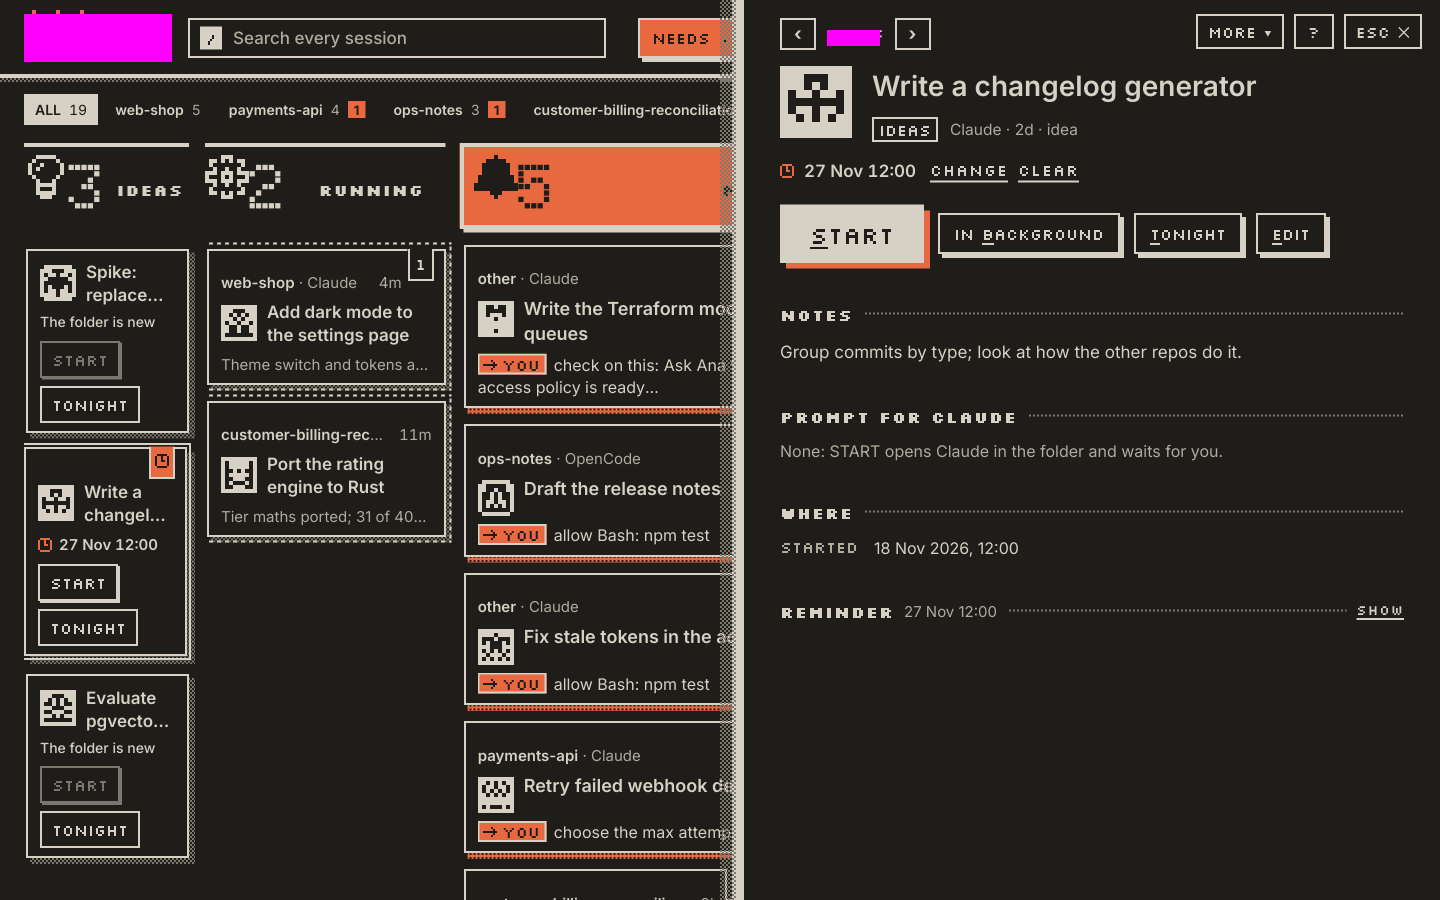 / Search every session
NEEDS
‹ ›
MORE ▾
?
ESC ×
ALL 19
web-shop 5
payments-api 4 1
ops-notes 3 1
customer-billing-reconciliat
3 IDEAS
2 RUNNING
5
Spike:
replace…
The folder is new
START
TONIGHT
Write a
changel…
27 Nov 12:00
START
TONIGHT
Evaluate
pgvecto…
The folder is new
START
TONIGHT
1
web-shop · Claude 4m
Add dark mode to
the settings page
Theme switch and tokens a…
customer-billing-rec… 11m
Port the rating
engine to Rust
Tier maths ported; 31 of 40…
other · Claude
Write the Terraform mo
queues
→ YOU check on this: Ask Ana
access policy is ready…
ops-notes · OpenCode
Draft the release notes
→ YOU allow Bash: npm test
other · Claude
Fix stale tokens in the a
→ YOU allow Bash: npm test
payments-api · Claude
Retry failed webhook d
→ YOU choose the max attem
Write a changelog generator
IDEAS Claude · 2d · idea
27 Nov 12:00 CHANGE CLEAR
START
IN BACKGROUND
TONIGHT
EDIT
NOTES
Group commits by type; look at how the other repos do it.
PROMPT FOR CLAUDE
None: START opens Claude in the folder and waits for you.
WHERE
STARTED 18 Nov 2026, 12:00
REMINDER 27 Nov 12:00 SHOW